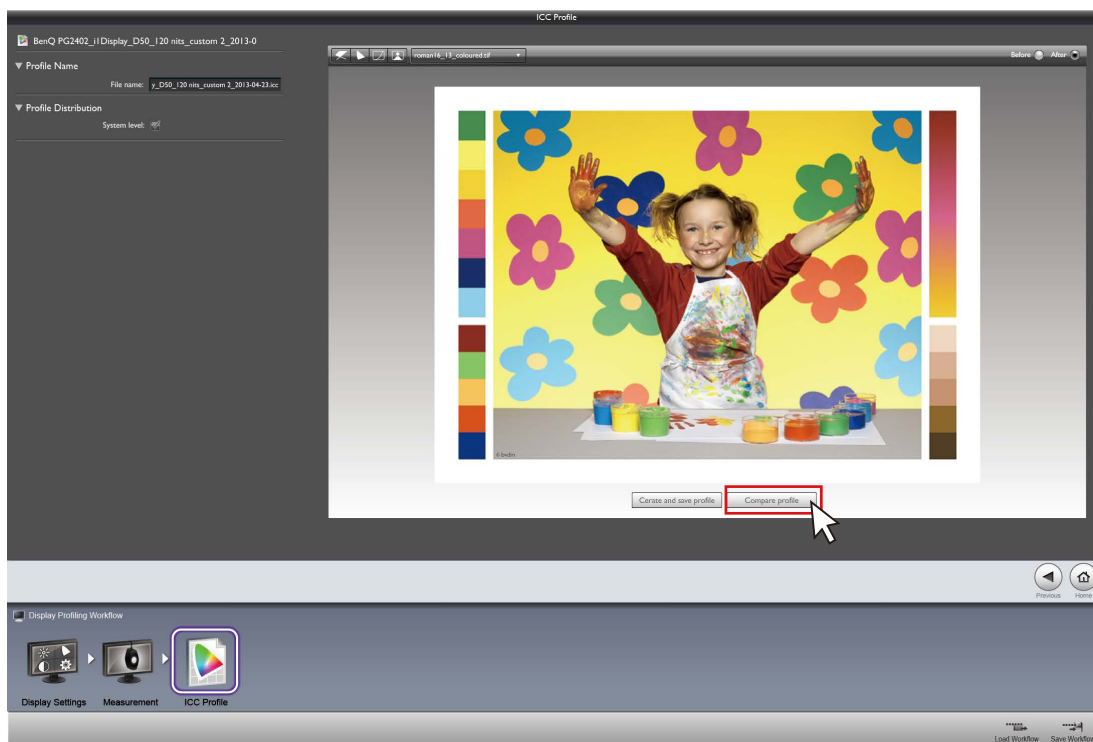 ICC Profile
BenQ PG2402_i1Display_D50_120 nits_custom 2_2013-0
Profile Name
File name: y_D50_120 nits_custom 2_2013-04-23.icc
Profile Distribution
System level:
roman16_13_coloured.tif
Before After
© bvdm
Cerate and save profile Compare profile
Previous Home
Display Profiling Workflow
Display Settings Measurement ICC Profile
Load Workflow Save Workflow